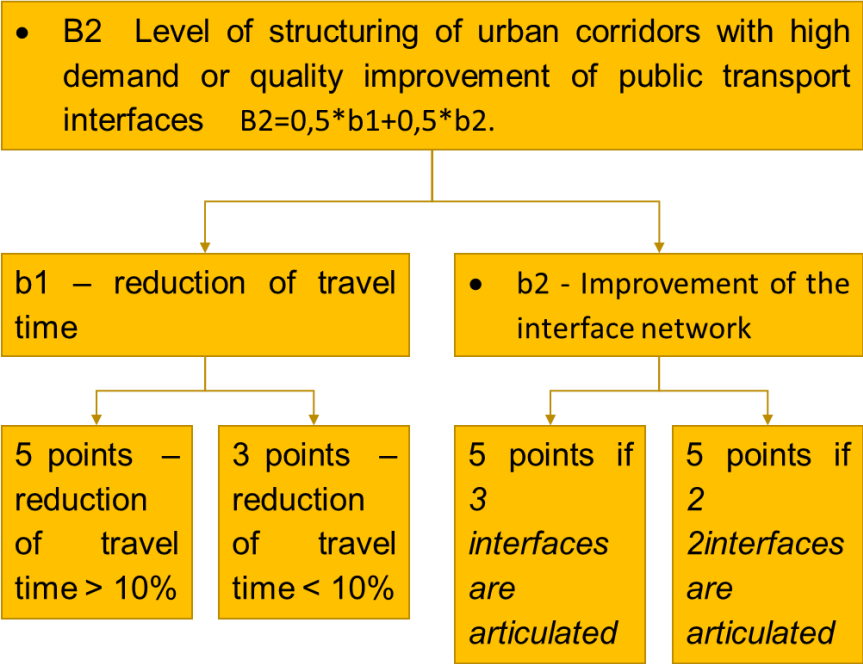 • B2 Level of structuring of urban corridors with high
demand or quality improvement of public transport
interfaces B2=0,5*b1+0,5*b2.
b1 – reduction of travel
time
• b2 - Improvement of the
interface network
5 points –
reduction
of travel
time > 10%
3 points –
reduction
of travel
time < 10%
5 points if
3
interfaces
are
articulated
5 points if
2
2interfaces
are
articulated